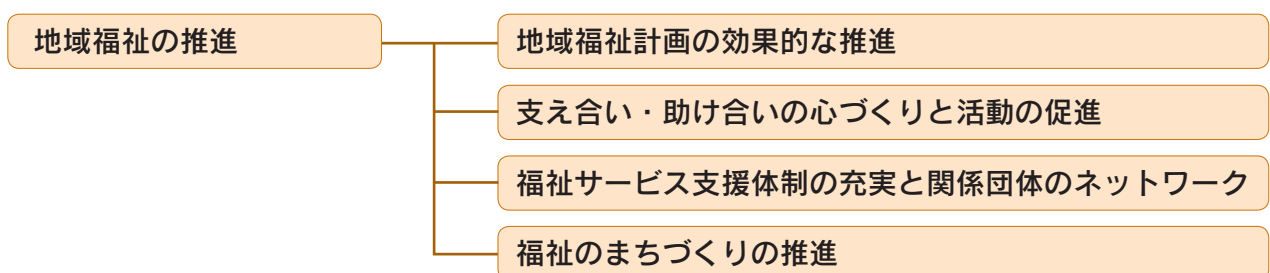 地域福祉の推進
地域福祉計画の効果的な推進
支え合い・助け合いの心づくりと活動の促進
福祉サービス支援体制の充実と関係団体のネットワーク
福祉のまちづくりの推進